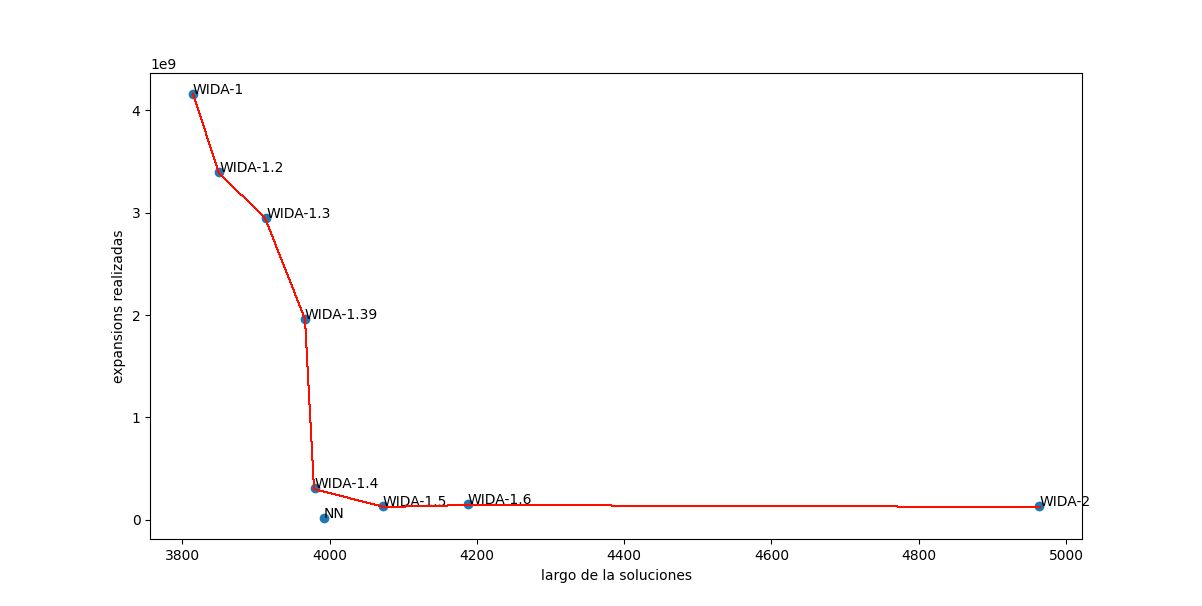 1e9
WIDA-1
4
WIDA-1.2
3
WIDA-1.3
2
WIDA-1.39
1
WIDA-1.4
WIDA-1.5
WIDA-1.6
WIDA-2
NN
0
expansions realizadas
3800 4000 4200 4400 4600 4800 5000
largo de la soluciones